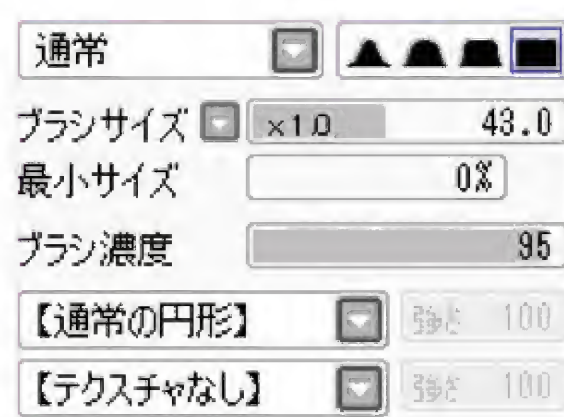 通常
ブラシサイズ ×1.0 43.0
最小サイズ 0%
ブラシ濃度 95
【通常の円形】 強さ 100
【テクスチャなし】 強さ 100